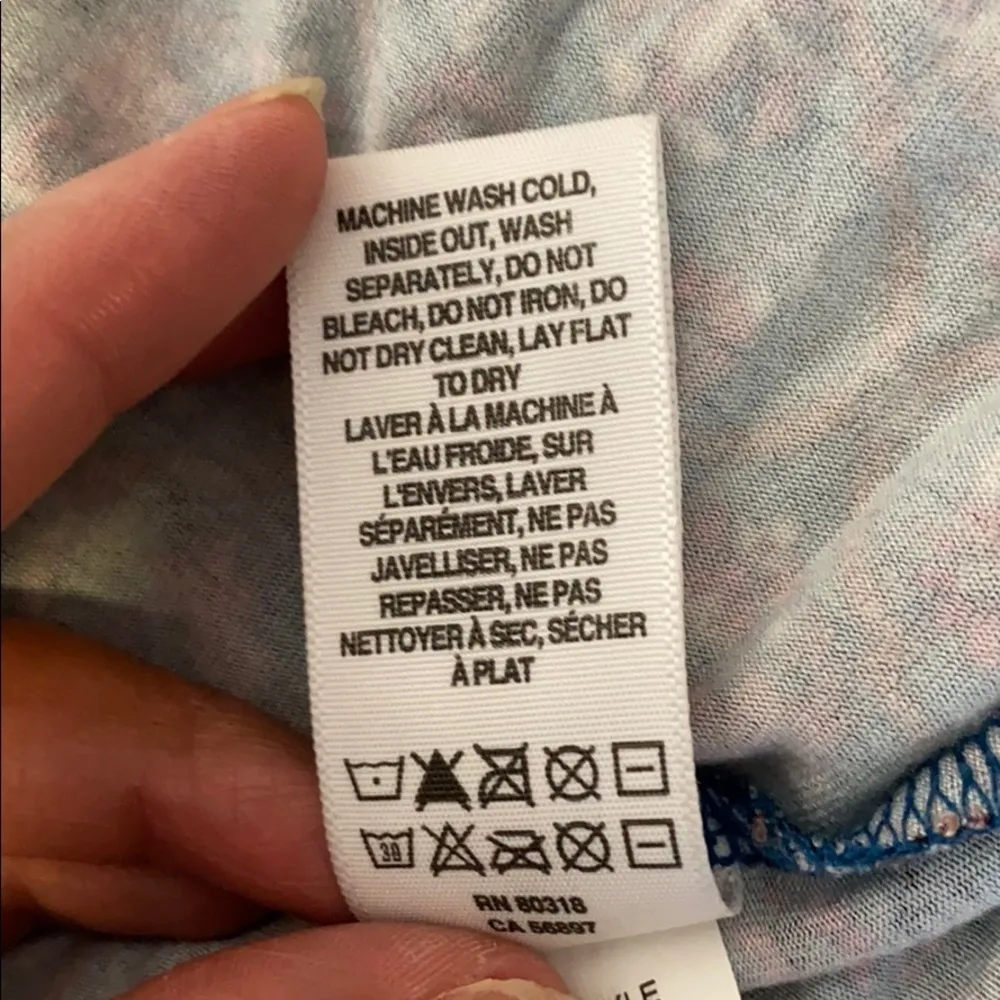 MACHINE WASH COLD,
INSIDE OUT, WASH
SEPARATELY, DO NOT
BLEACH, DO NOT IRON, DO
NOT DRY CLEAN, LAY FLAT
TO DRY
LAVER À LA MACHINE À
L'EAU FROIDE, SUR
L'ENVERS, LAVER
SÉPARÉMENT, NE PAS
JAVELLISER, NE PAS
REPASSER, NE PAS
NETTOYER À SEC, SÉCHER
À PLAT
30
RN 80318
CA 56897